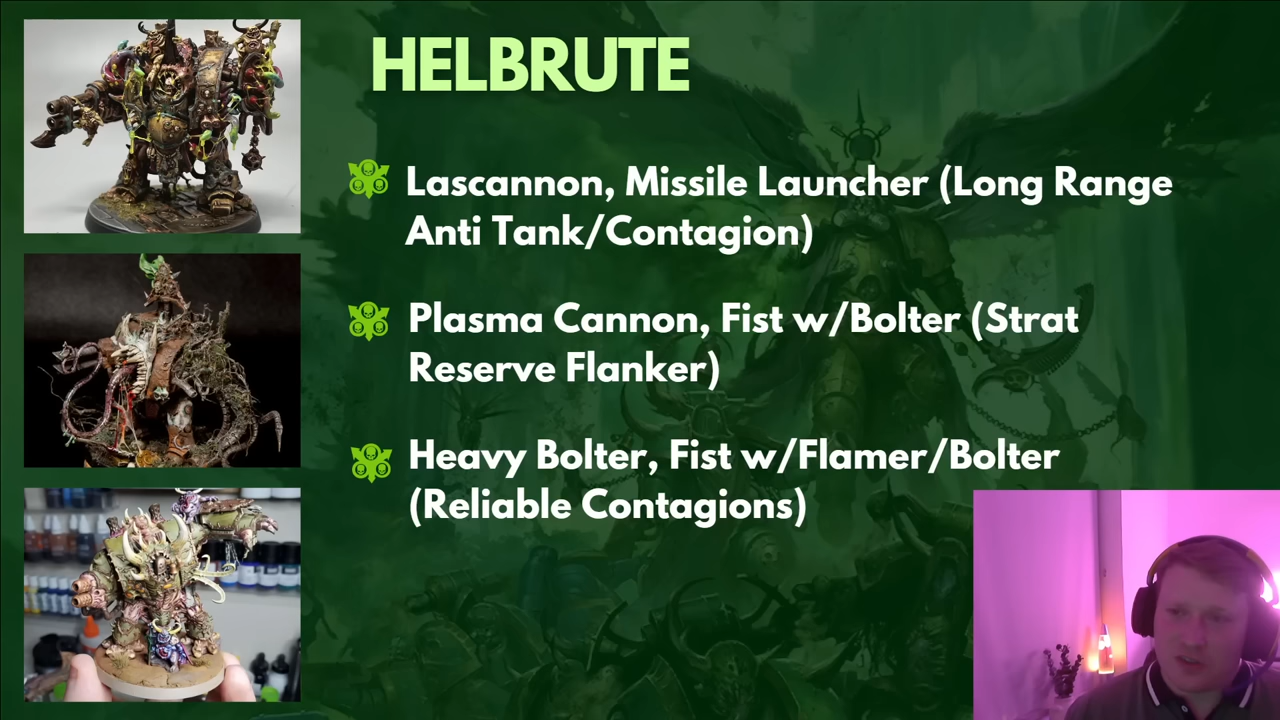 HELBRUTE
Lascannon, Missile Launcher (Long Range
Anti Tank/Contagion)
Plasma Cannon, Fist w/Bolter (Strat
Reserve Flanker)
Heavy Bolter, Fist w/Flamer/Bolter
(Reliable Contagions)